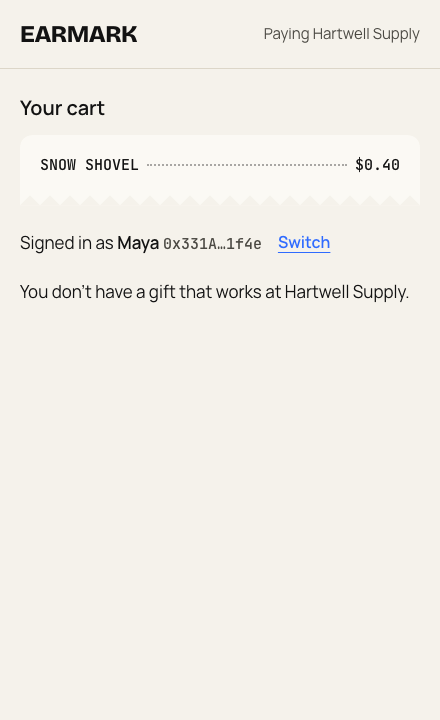 EARMARK
Paying Hartwell Supply
Your cart
SNOW SHOVEL $0.40
Signed in as Maya 0x331A…1f4e Switch
You don't have a gift that works at Hartwell Supply.